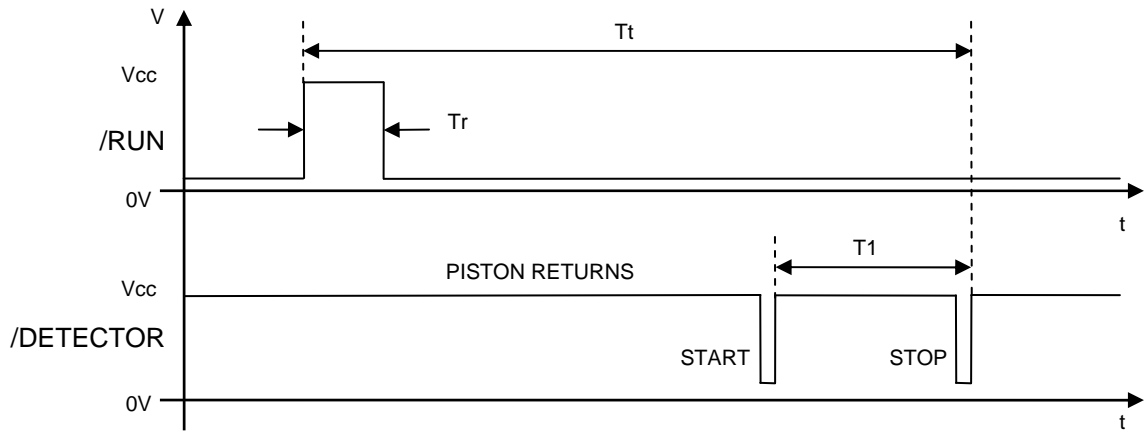 V
Tt
Vcc
Tr
/RUN
0V
t
T1
PISTON RETURNS
Vcc
/DETECTOR
START
STOP
0V
t